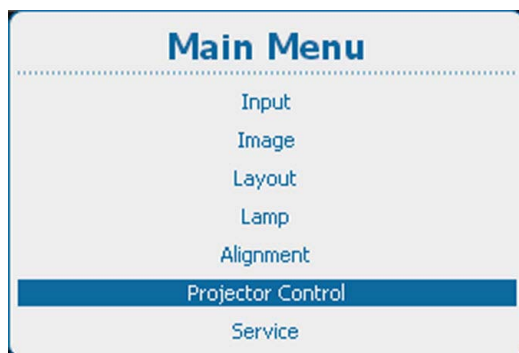 Main Menu
Input
Image
Layout
Lamp
Alignment
Projector Control
Service